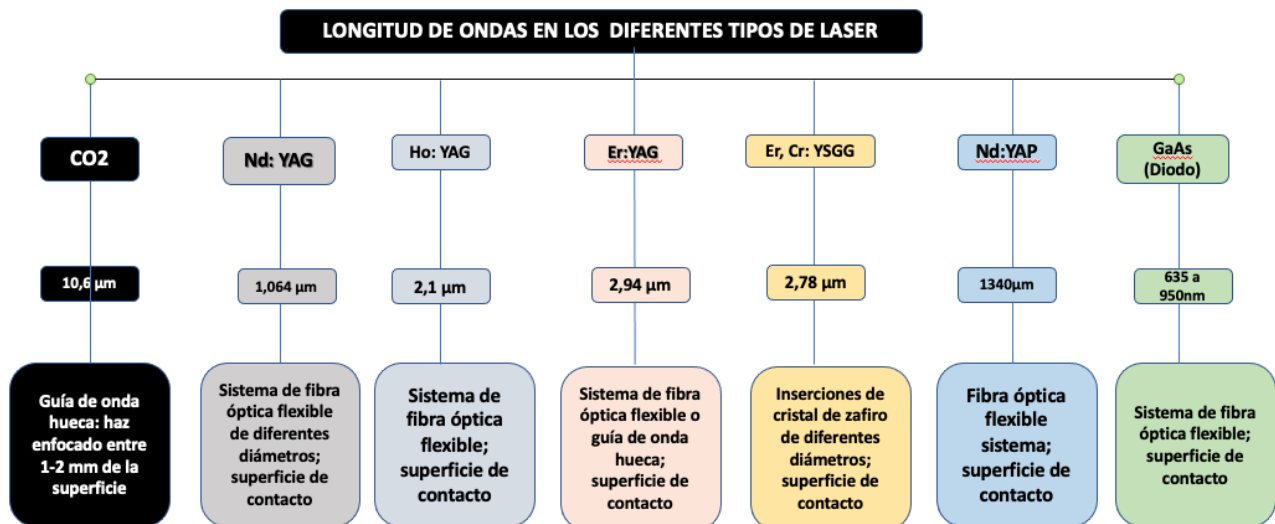 LONGITUD DE ONDAS EN LOS DIFERENTES TIPOS DE LASER
CO2
Nd: YAG
Ho: YAG
Er:YAG
Er, Cr: YSGG
Nd:YAP
GaAs
(Diodo)
10,6 µm
1,064 µm
2,1 µm
2,94 µm
2,78 µm
1340µm
635 a
950nm
Guía de onda
hueca: haz
enfocado entre
1-2 mm de la
superficie
Sistema de fibra
óptica flexible
de diferentes
diámetros;
superficie de
contacto
Sistema de
fibra óptica
flexible;
superficie de
contacto
Sistema de fibra
óptica flexible o
guía de onda
hueca;
superficie de
contacto
Inserciones de
cristal de zafiro
de diferentes
diámetros;
superficie de
contacto
Fibra óptica
flexible
sistema;
superficie de
contacto
Sistema de fibra
óptica flexible;
superficie de
contacto